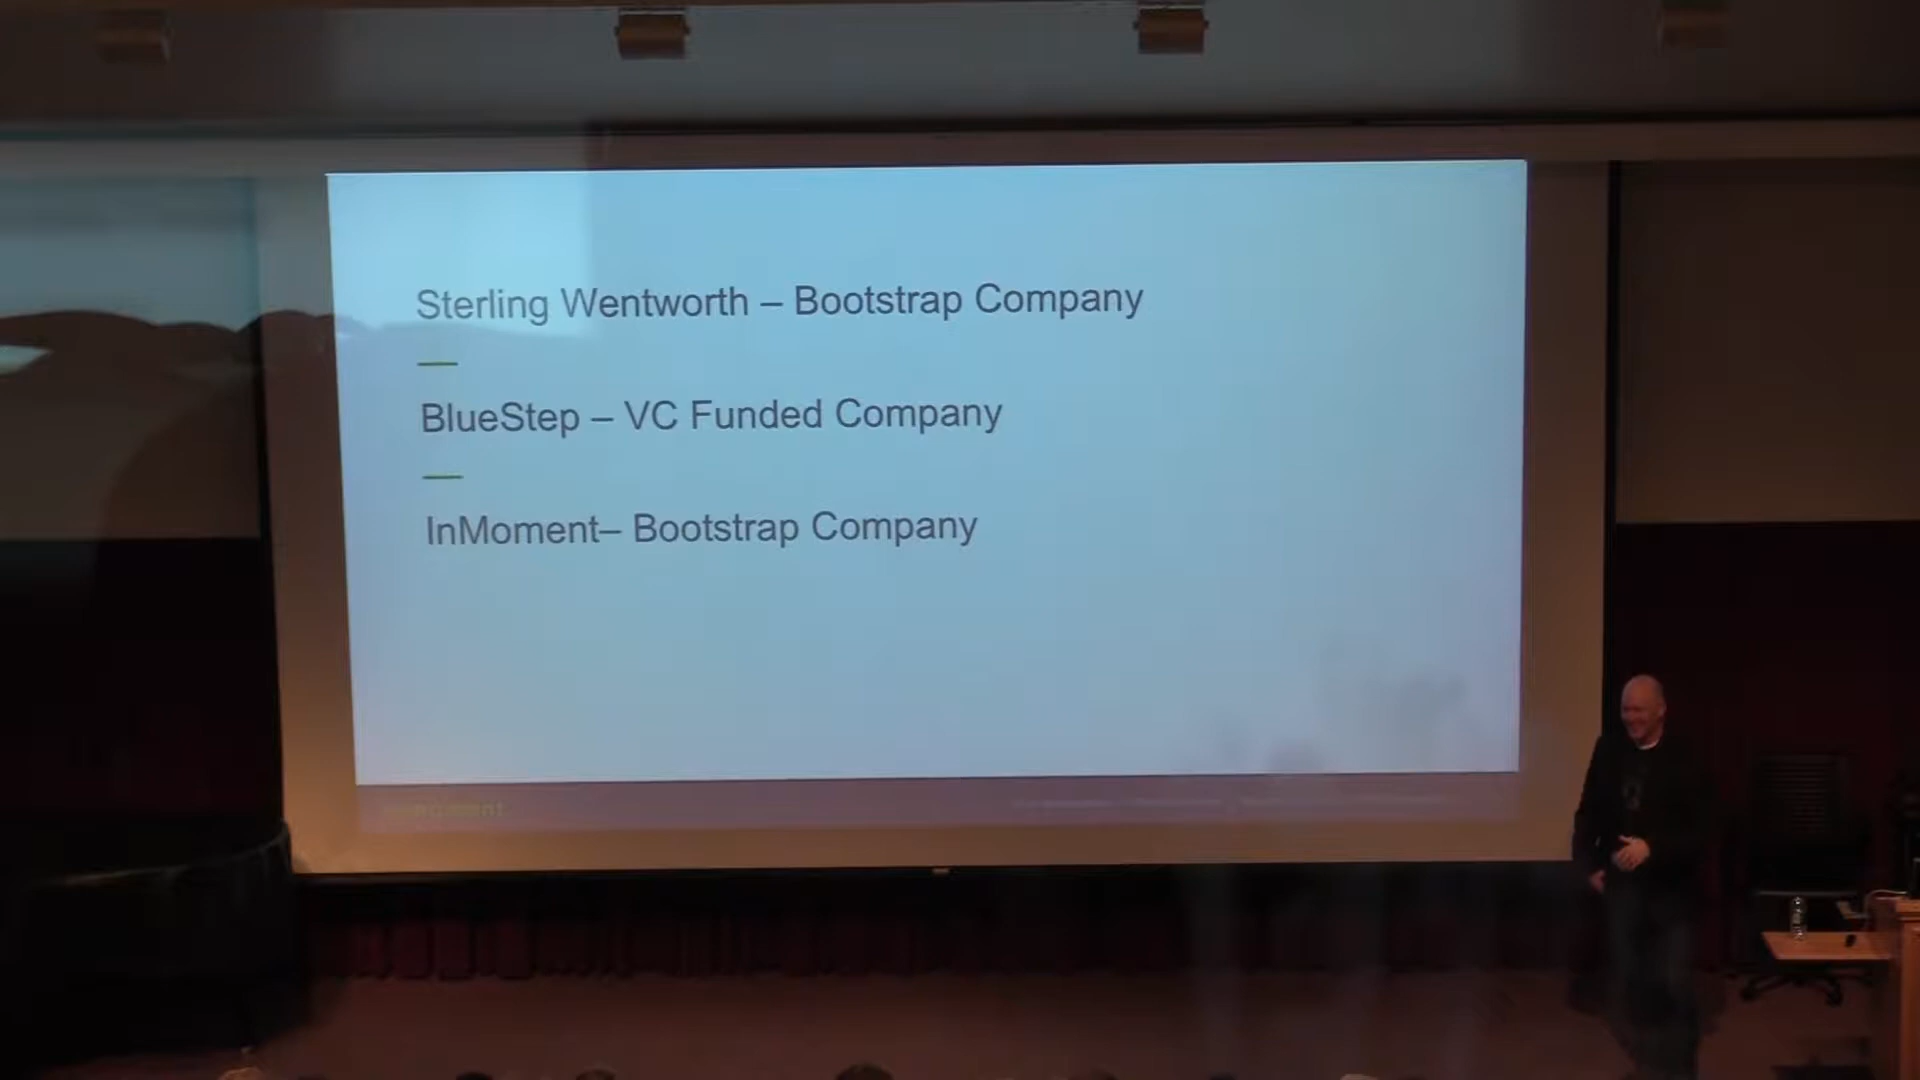 Sterling Wentworth – Bootstrap Company
BlueStep – VC Funded Company
InMoment– Bootstrap Company